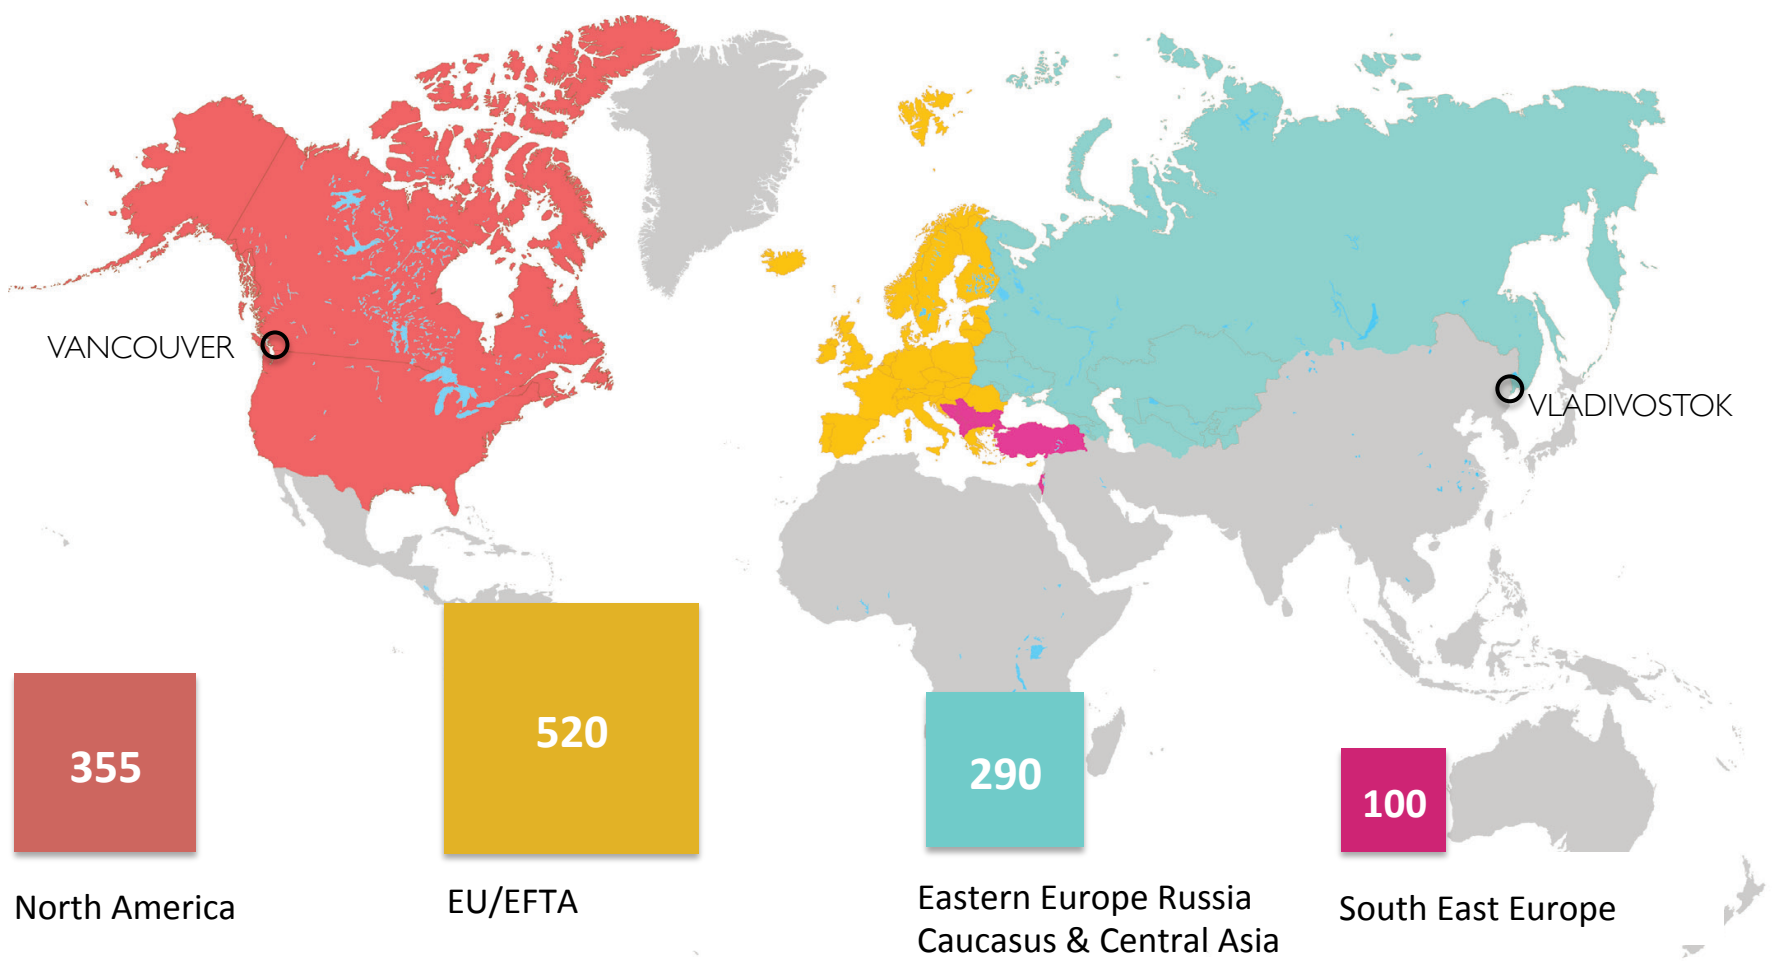 VANCOUVER
VLADIVOSTOK
355
520
290
100
North America
EU/EFTA
Eastern Europe Russia
Caucasus & Central Asia
South East Europe